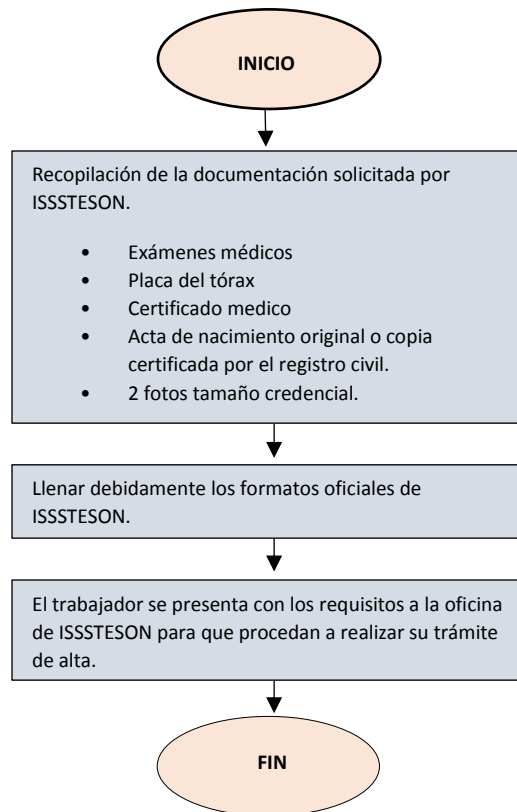 INICIO
Recopilación de la documentación solicitada por
ISSSTESON.
• Exámenes médicos
• Placa del tórax
• Certificado medico
• Acta de nacimiento original o copia
certificada por el registro civil.
• 2 fotos tamaño credencial.
Llenar debidamente los formatos oficiales de
ISSSTESON.
El trabajador se presenta con los requisitos a la oficina
de ISSSTESON para que procedan a realizar su trámite
de alta.
FIN